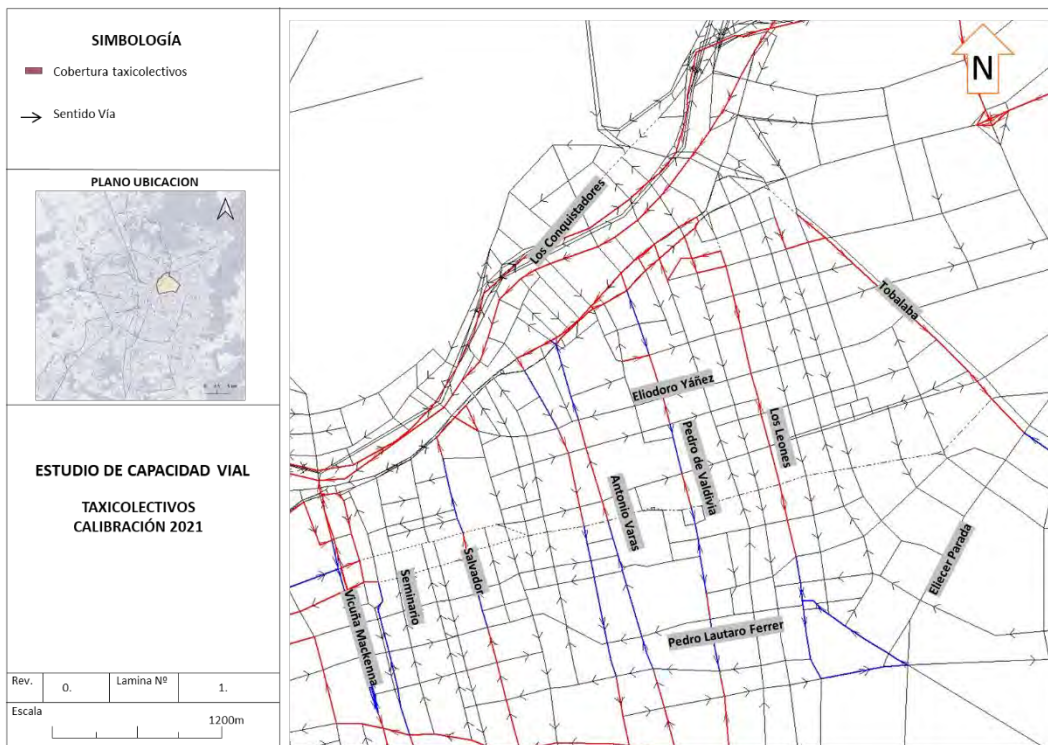 SIMBOLOGÍA
Cobertura taxicolectivos
Sentido Vía
PLANO UBICACION
ESTUDIO DE CAPACIDAD VIAL
TAXICOLECTIVOS
CALIBRACIÓN 2021
Rev. 0. Lamina Nº 1.
Escala
1200m
N
Los Conquistadores
Tobalaba
Eliodoro Yáñez
Pedro de Valdivia
Los Leones
Antonio Varas
Salvador
Seminario
Vicuña Mackenna
Eliecer Parada
Pedro Lautaro Ferrer